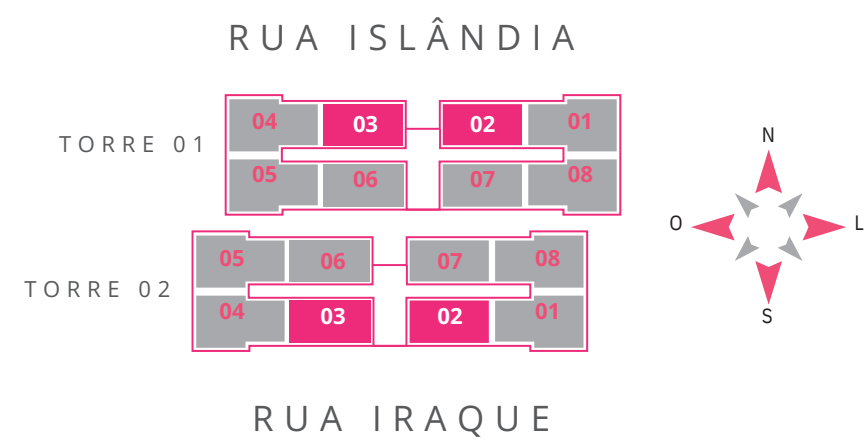 RUA ISLÂNDIA
TORRE 01
04 03 02 01
05 06 07 08
TORRE 02
05 06 07 08
04 03 02 01
N
O L
S
RUA IRAQUE